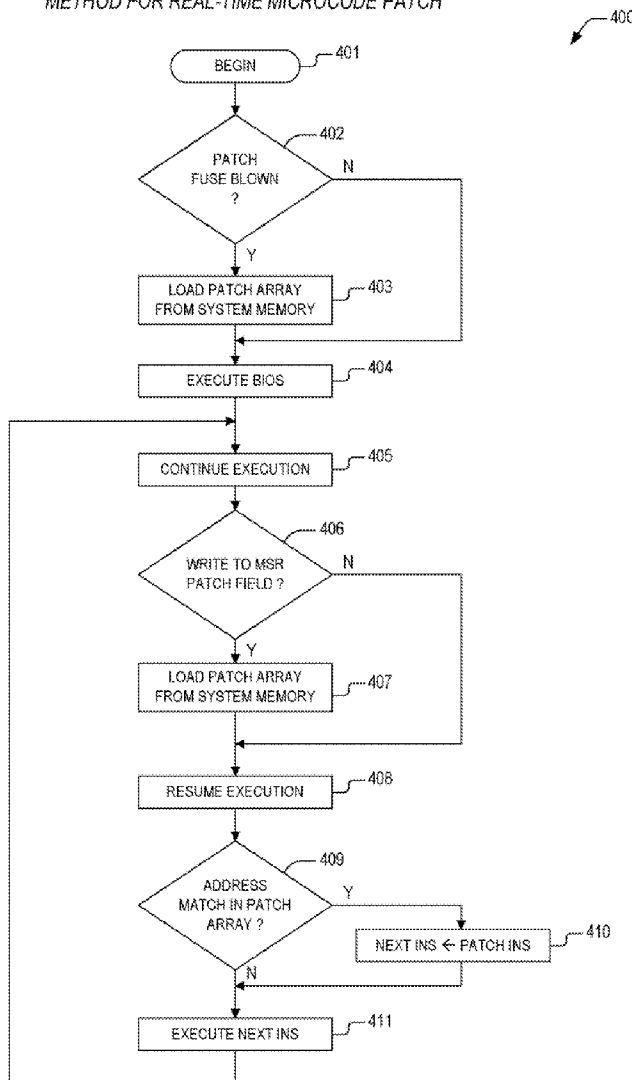 METHOD FOR REAL-TIME MICROCODE PATCH
400
BEGIN
401
402
PATCH
FUSE BLOWN
?
N
Y
LOAD PATCH ARRAY
FROM SYSTEM MEMORY
403
EXECUTE BIOS
404
CONTINUE EXECUTION
405
406
WRITE TO MSR
PATCH FIELD ?
N
Y
LOAD PATCH ARRAY
FROM SYSTEM MEMORY
407
RESUME EXECUTION
408
409
ADDRESS
MATCH IN PATCH
ARRAY ?
Y
NEXT INS ← PATCH INS
410
N
EXECUTE NEXT INS
411